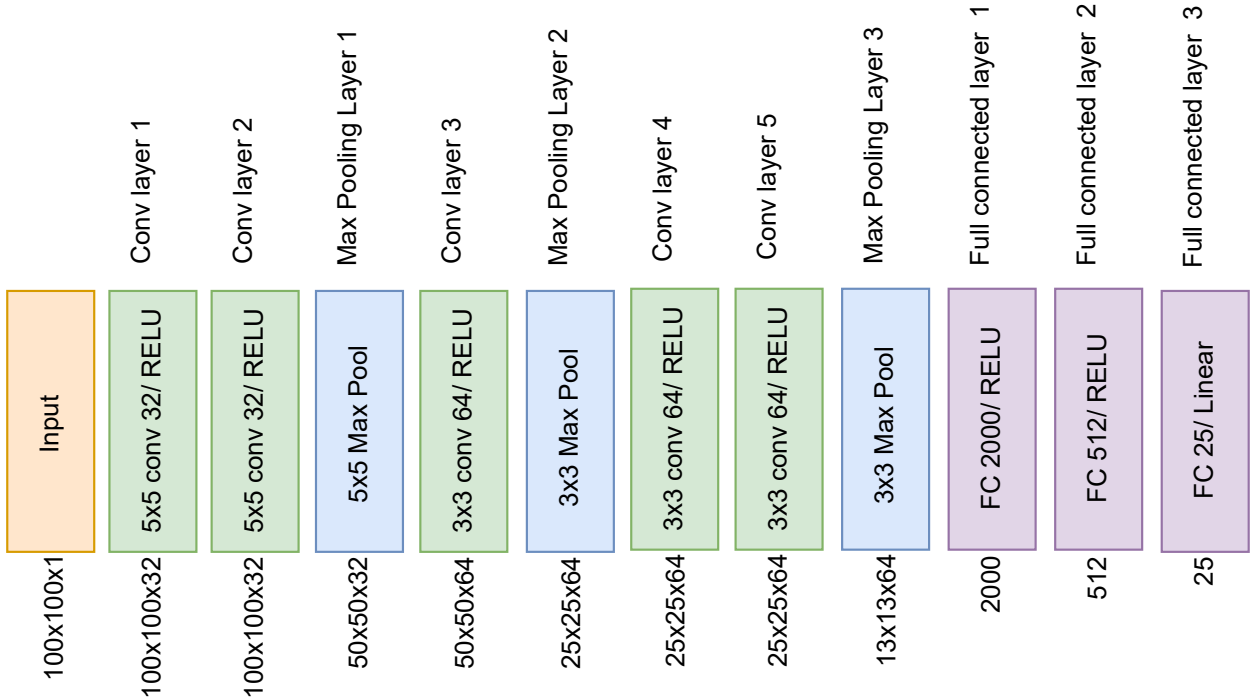 Conv layer 1
Conv layer 2
Max Pooling Layer 1
Conv layer 3
Max Pooling Layer 2
Conv layer 4
Conv layer 5
Max Pooling Layer 3
Full connected layer 1
Full connected layer 2
Full connected layer 3
Input
5x5 conv 32/ RELU
5x5 conv 32/ RELU
5x5 Max Pool
3x3 conv 64/ RELU
3x3 Max Pool
3x3 conv 64/ RELU
3x3 conv 64/ RELU
3x3 Max Pool
FC 2000/ RELU
FC 512/ RELU
FC 25/ Linear
100x100x1
100x100x32
100x100x32
50x50x32
50x50x64
25x25x64
25x25x64
25x25x64
13x13x64
2000
512
25